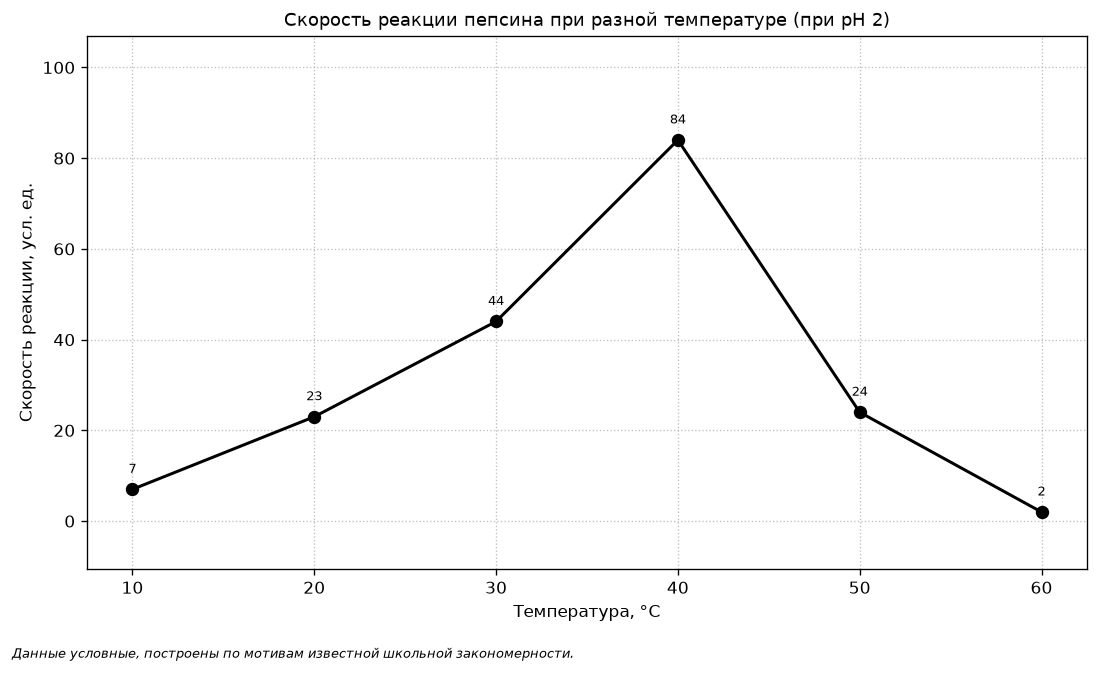 Скорость реакции пепсина при разной температуре (при pH 2)
Скорость реакции, усл. ед.
100
80
60
40
20
0
7
23
44
84
24
2
10 20 30 40 50 60
Температура, °C
Данные условные, построены по мотивам известной школьной закономерности.